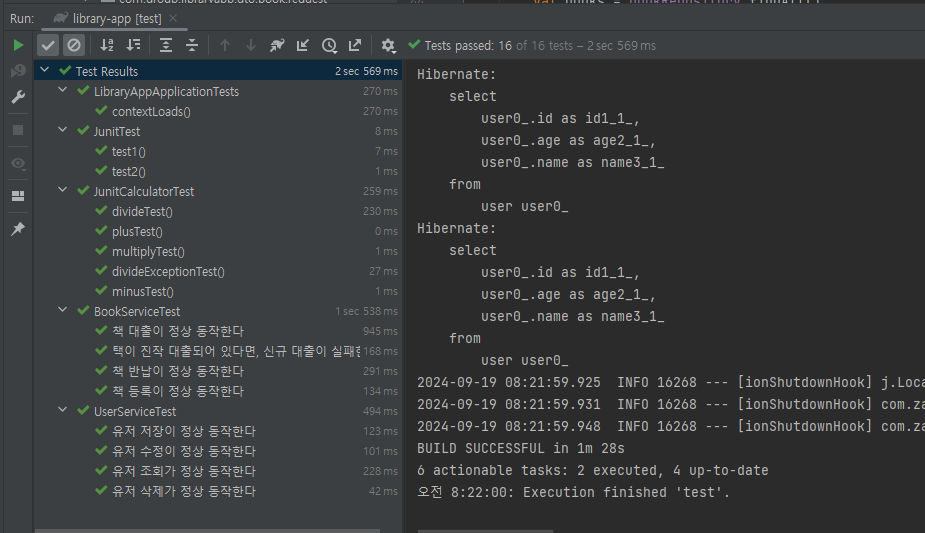 Run: library-app [test]
Tests passed: 16 of 16 tests – 2 sec 569 ms
Test Results 2 sec 569 ms
LibraryAppApplicationTests 270 ms
contextLoads() 270 ms
JunitTest 8 ms
test1() 7 ms
test2() 1 ms
JunitCalculatorTest 259 ms
divideTest() 230 ms
plusTest() 0 ms
multiplyTest() 1 ms
divideExceptionTest() 27 ms
minusTest() 1 ms
BookServiceTest 1 sec 538 ms
책 대출이 정상 동작한다 945 ms
택이 진작 대출되어 있다면, 신규 대출이 실패한 168 ms
책 반납이 정상 동작한다 291 ms
책 등록이 정상 동작한다 134 ms
UserServiceTest 494 ms
유저 저장이 정상 동작한다 123 ms
유저 수정이 정상 동작한다 101 ms
유저 조회가 정상 동작한다 228 ms
유저 삭제가 정상 동작한다 42 ms
Hibernate:
select
user0_.id as id1_1_,
user0_.age as age2_1_,
user0_.name as name3_1_
from
user user0_
Hibernate:
select
user0_.id as id1_1_,
user0_.age as age2_1_,
user0_.name as name3_1_
from
user user0_
2024-09-19 08:21:59.925 INFO 16268 --- [ionShutdownHook] j.Loca
2024-09-19 08:21:59.931 INFO 16268 --- [ionShutdownHook] com.za
2024-09-19 08:21:59.948 INFO 16268 --- [ionShutdownHook] com.za
BUILD SUCCESSFUL in 1m 28s
6 actionable tasks: 2 executed, 4 up-to-date
오전 8:22:00: Execution finished 'test'.